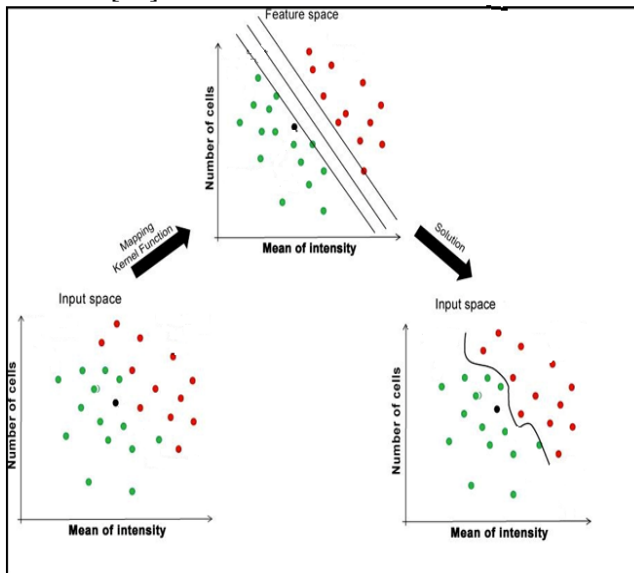 Feature space
Number of cells
Mean of intensity
Mapping
Kernel Function
Solution
Input space
Number of cells
Mean of intensity
Input space
Number of cells
Mean of intensity